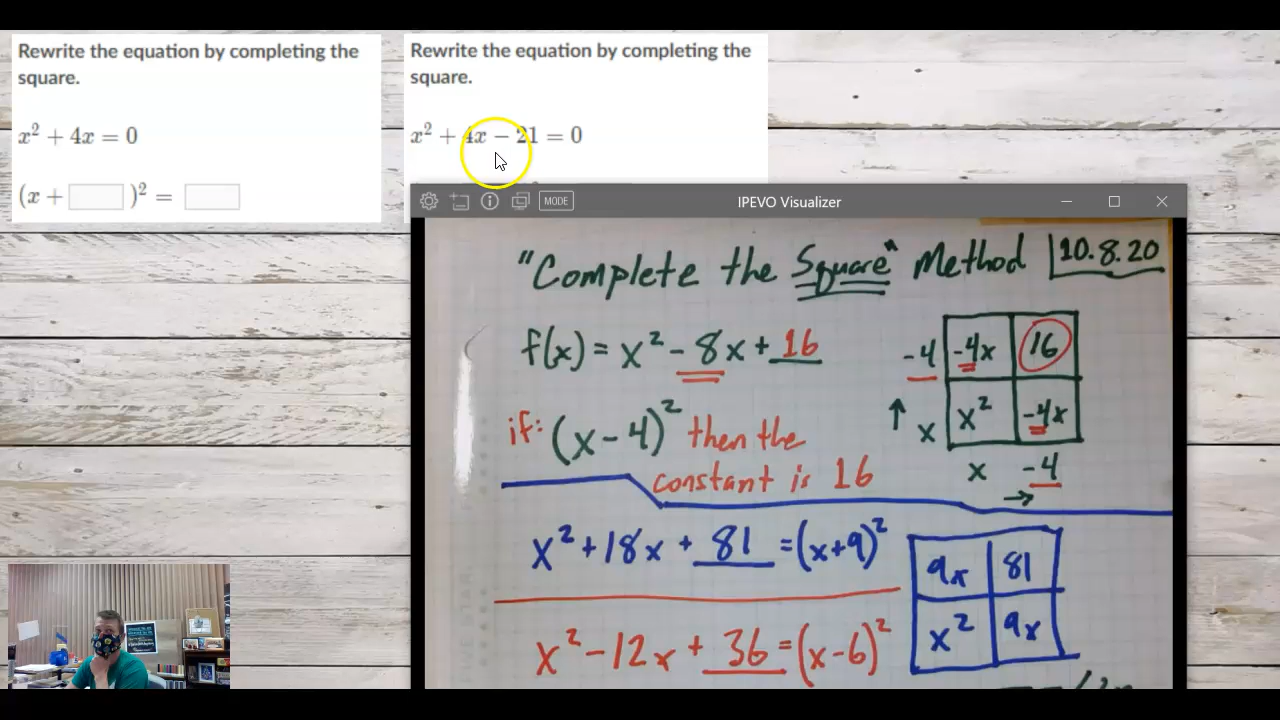 Rewrite the equation by completing the
square.
x² + 4x = 0
(x + )² =
Rewrite the equation by completing the
square.
x² + 4x − 21 = 0
MODE
IPEVO Visualizer
"Complete the Square" Method 10.8.20
f(x) = x² - 8x + 16
-4 -4x 16
x x² -4x
x -4
if: (x - 4)² then the
constant is 16
x² + 18x + 81 = (x+9)²
9x 81
x² 9x
x² - 12x + 36 = (x - 6)²